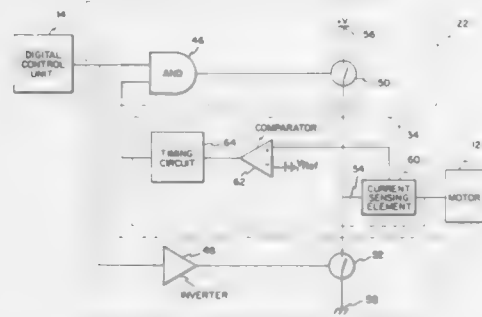 14
46
+V
56
22
DIGITAL
CONTROL
UNIT
AND
50
COMPARATOR
34
64
60
12
TIMING
CIRCUIT
VRef
54
CURRENT
SENSING
ELEMENT
MOTOR
62
48
52
INVERTER
58